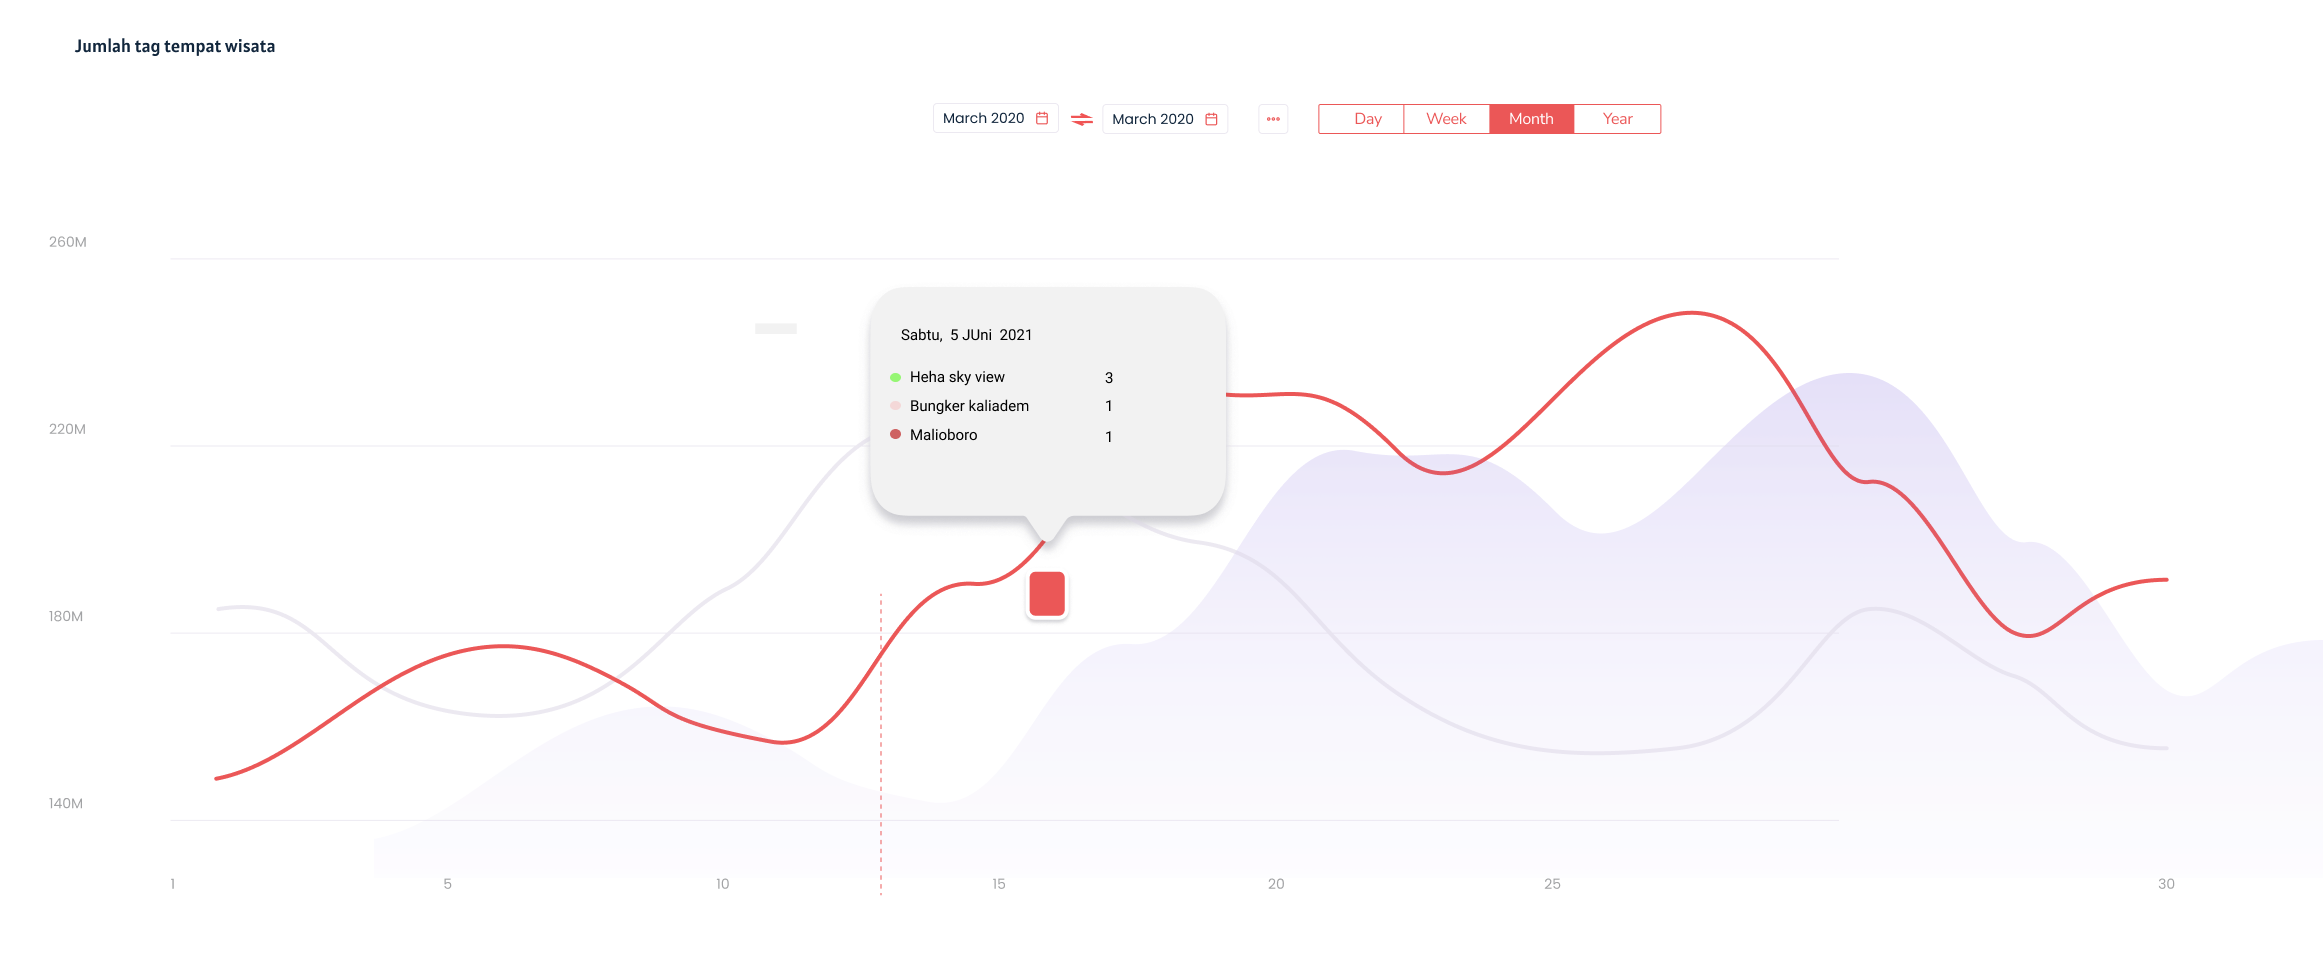 Jumlah tag tempat wisata
March 2020 March 2020 Day Week Month Year
260M
Sabtu, 5 JUni 2021
Heha sky view 3
Bungker kaliadem 1
Malioboro 1
220M
180M
140M
1 5 10 15 20 25 30